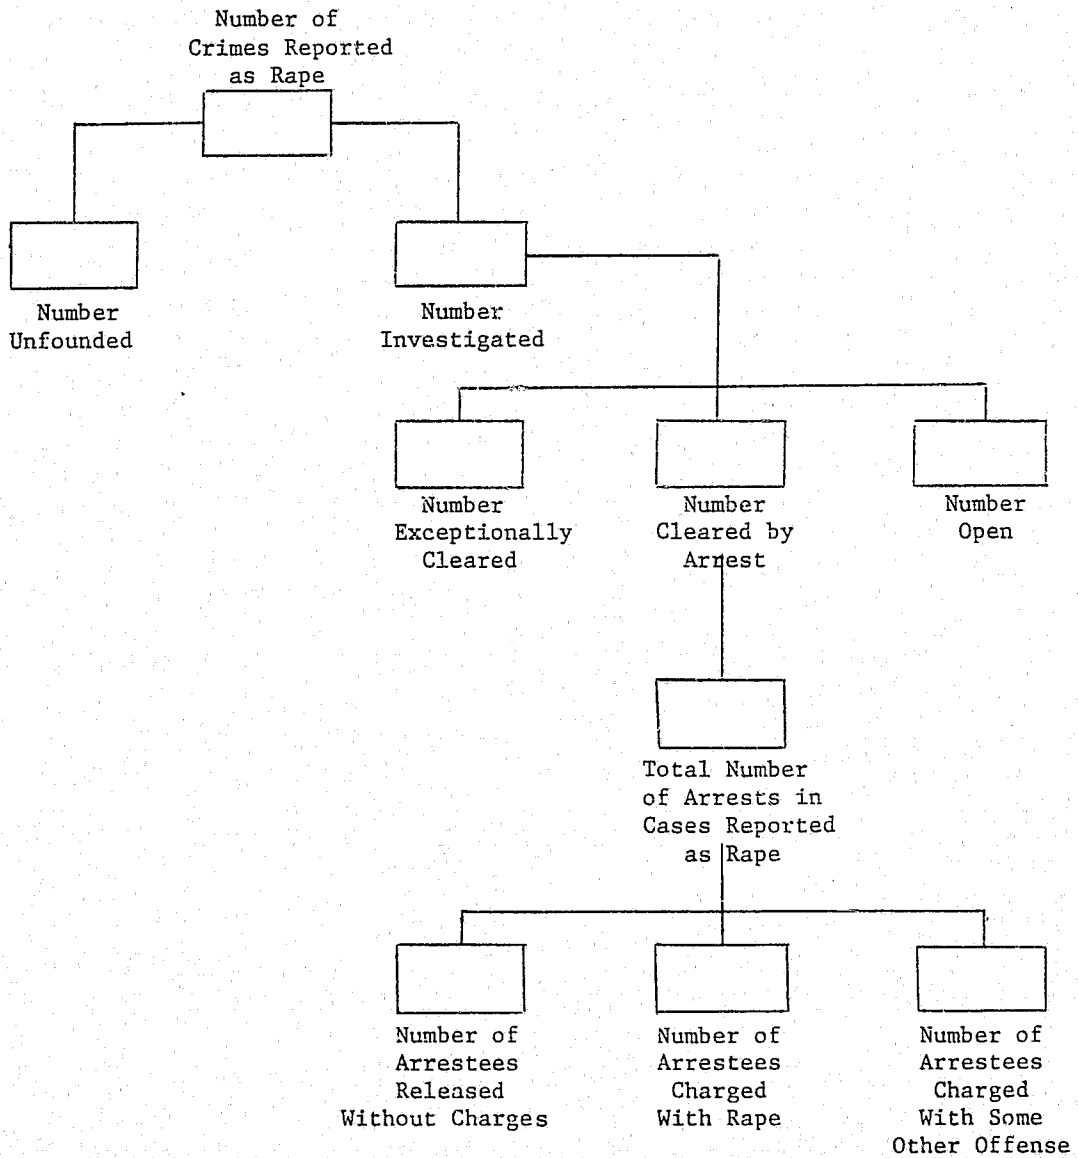 Number of
Crimes Reported
as Rape
Number
Unfounded
Number
Investigated
Number
Exceptionally
Cleared
Number
Cleared by
Arrest
Number
Open
Total Number
of Arrests in
Cases Reported
as Rape
Number of
Arrestees
Released
Without Charges
Number of
Arrestees
Charged
With Rape
Number of
Arrestees
Charged
With Some
Other Offense